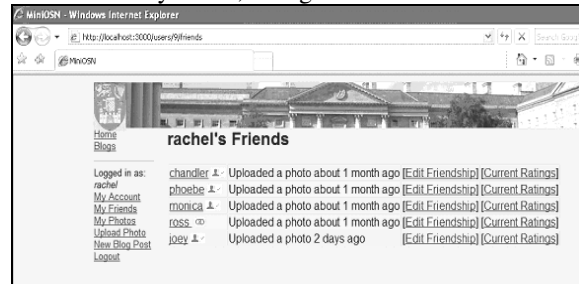 MiniOSN - Windows Internet Explorer
http://localhost:3000/users/9/friends
MiniOSN
Home
Blogs
rachel's Friends
Logged in as:
rachel
My Account
My Friends
My Photos
Upload Photo
New Blog Post
Logout
chandler Uploaded a photo about 1 month ago [Edit Friendship] [Current Ratings]
phoebe Uploaded a photo about 1 month ago [Edit Friendship] [Current Ratings]
monica Uploaded a photo about 1 month ago [Edit Friendship] [Current Ratings]
ross Uploaded a photo about 1 month ago [Edit Friendship] [Current Ratings]
joey Uploaded a photo 2 days ago [Edit Friendship] [Current Ratings]